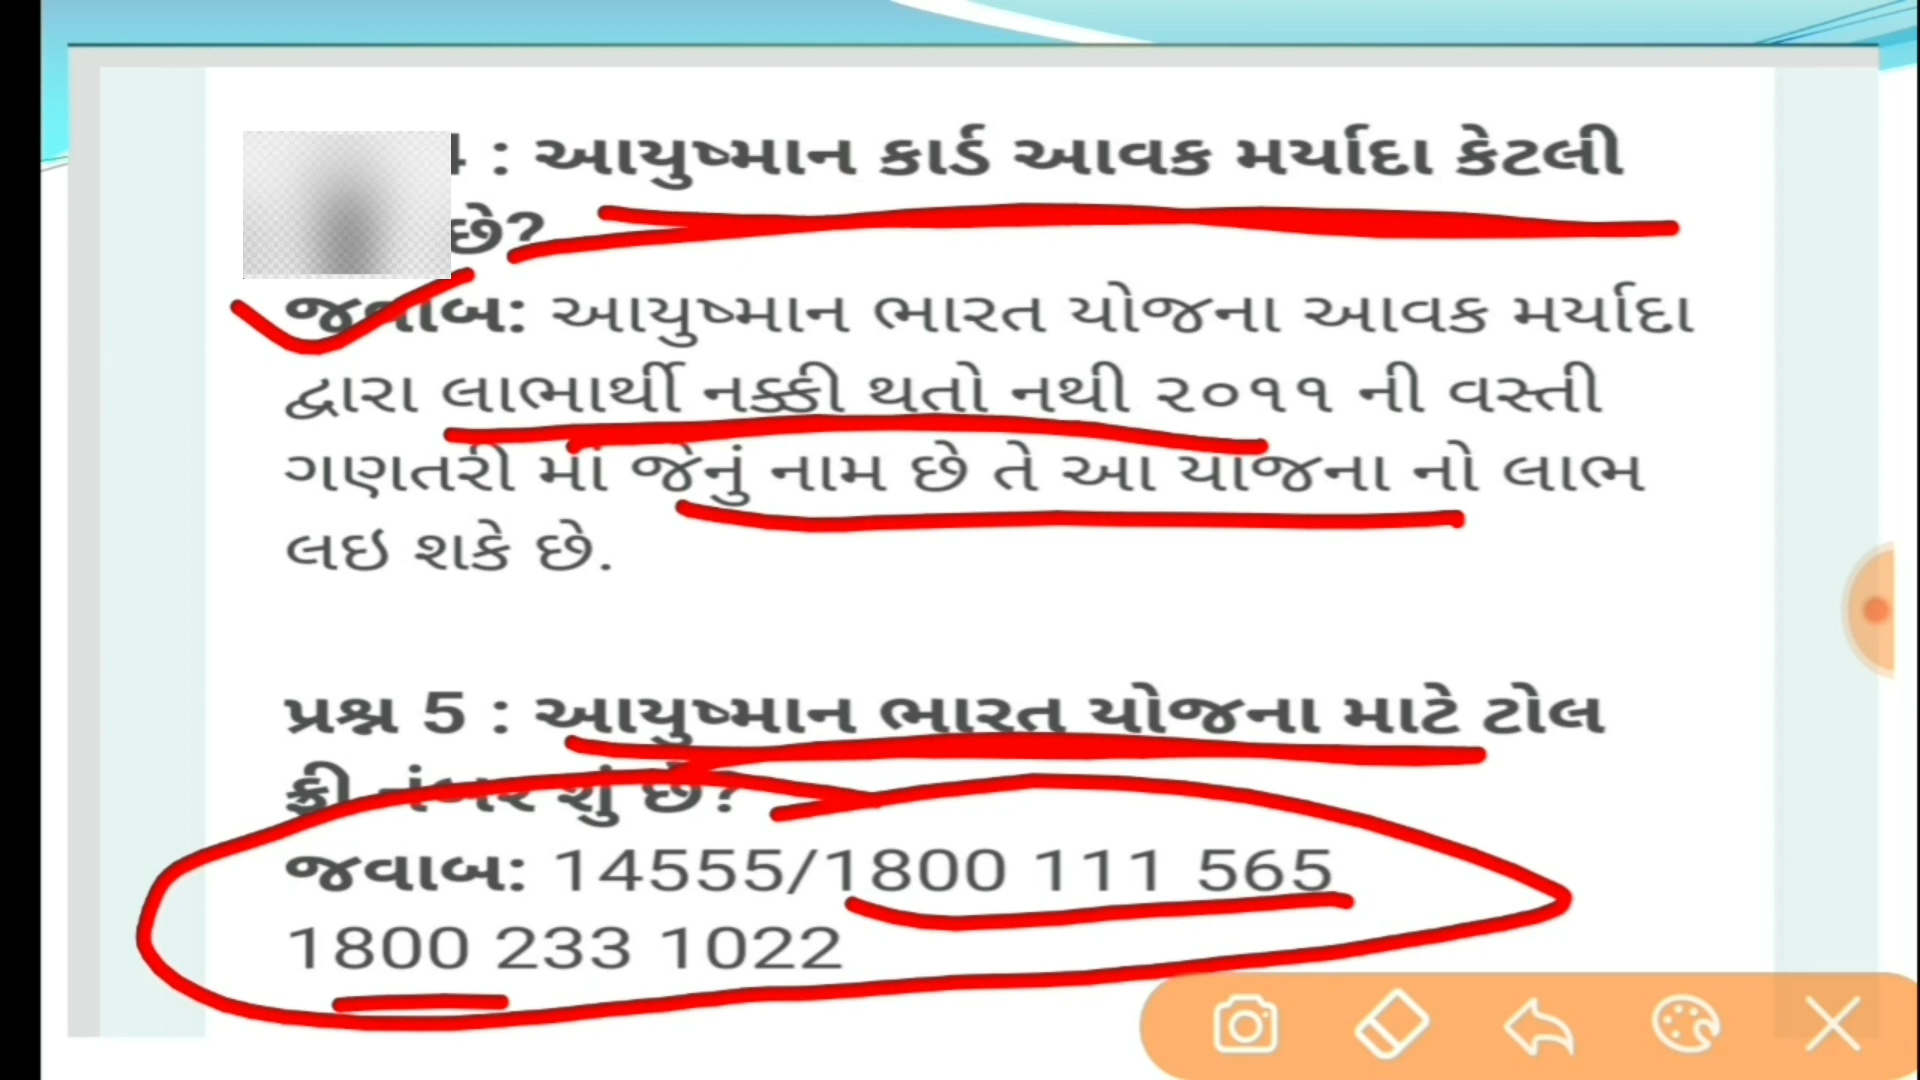 : આયુષ્માન કાર્ડ આવક મર્યાદા કેટલી
છે?
જવાબ: આયુષ્માન ભારત યોજના આવક મર્યાદા
દ્વારા લાભાર્થી નક્કી થતો નથી ૨૦૧૧ ની વસ્તી
ગણતરી માં જેનું નામ છે તે આ યોજના નો લાભ
લઇ શકે છે.
પ્રશ્ન 5 : આયુષ્માન ભારત યોજના માટે ટોલ
ફ્રી નંબર શું છે?
જવાબ: 14555/1800 111 565
1800 233 1022